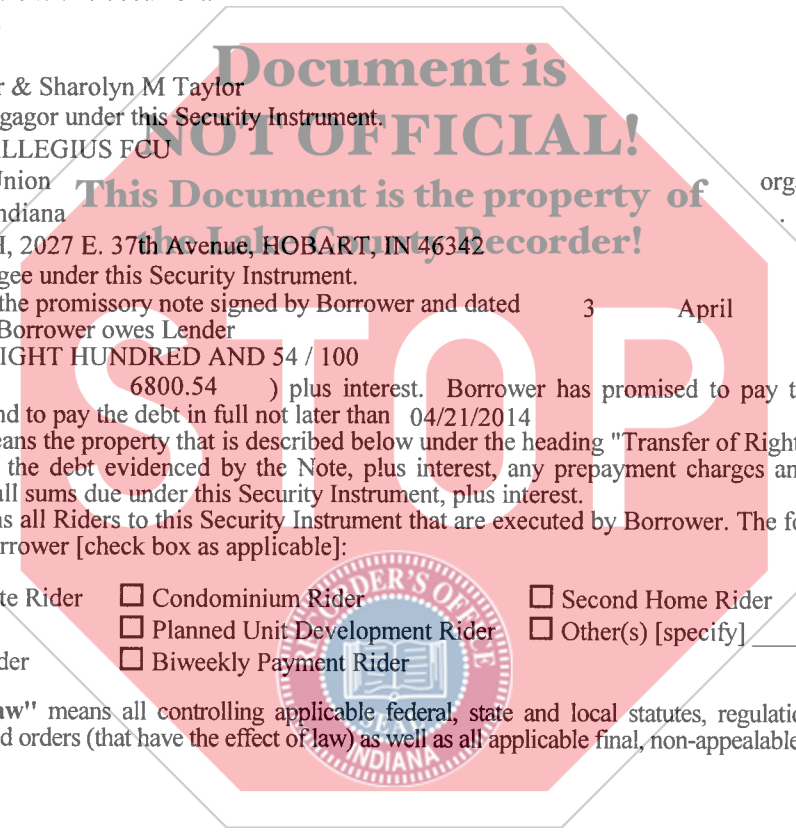 Document is
r & Sharolyn M Taylor
gagor under this Security Instrument.
NOT OFFICIAL!
LLEGIUS FCU
Union org
This Document is the property of
ndiana .
the Lake County Recorder!
H, 2027 E. 37th Avenue, HOBART, IN 46342
gee under this Security Instrument.
the promissory note signed by Borrower and dated 3 April
Borrower owes Lender
IGHT HUNDRED AND 54 / 100
6800.54 ) plus interest. Borrower has promised to pay t
nd to pay the debt in full not later than 04/21/2014
eans the property that is described below under the heading "Transfer of Right
the debt evidenced by the Note, plus interest, any prepayment charges an
all sums due under this Security Instrument, plus interest.
STOP
ns all Riders to this Security Instrument that are executed by Borrower. The fo
rrower [check box as applicable]:
te Rider ☐ Condominium Rider ☐ Second Home Rider
☐ Planned Unit Development Rider ☐ Other(s) [specify] ____
der ☐ Biweekly Payment Rider
RECORDER'S OFFICE
aw" means all controlling applicable federal, state and local statutes, regulatio
d orders (that have the effect of law) as well as all applicable final, non-appealable
INDIANA